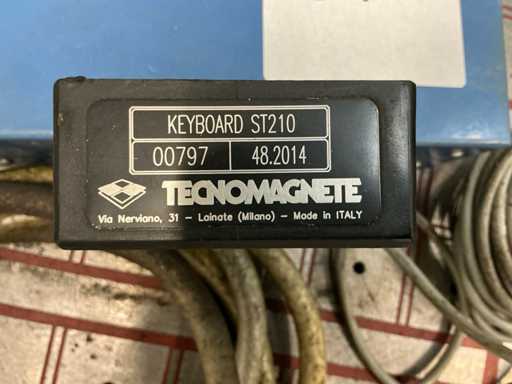 KEYBOARD ST210
00797 48.2014
TECNOMAGNETE
Via Nerviano, 31 - Lainate (Milano) - Made in ITALY